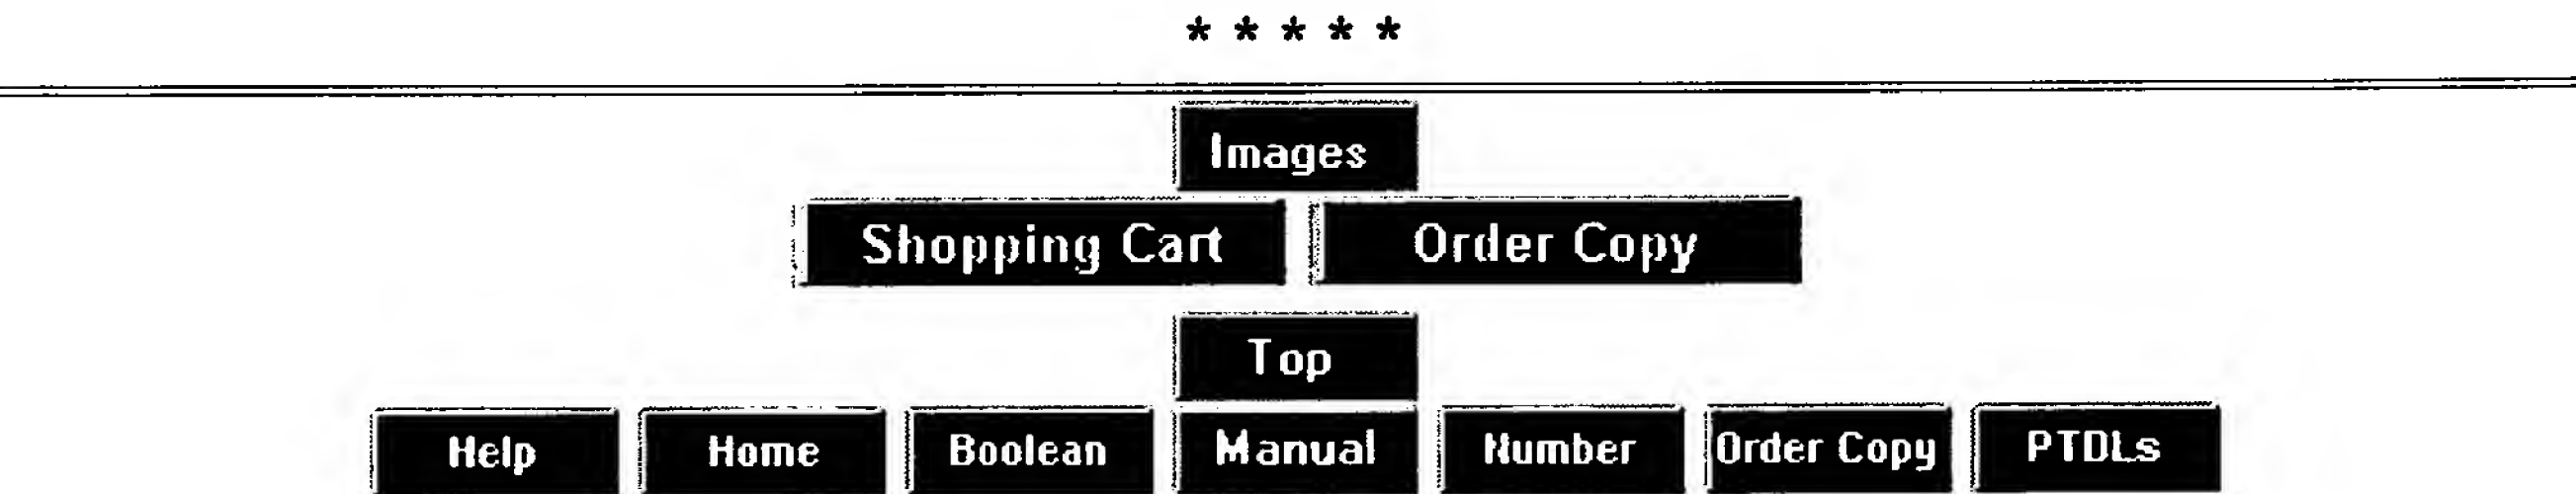 * * * * *
Images
Shopping Cart Order Copy
Top
Help Home Boolean Manual Number Order Copy PTDLs